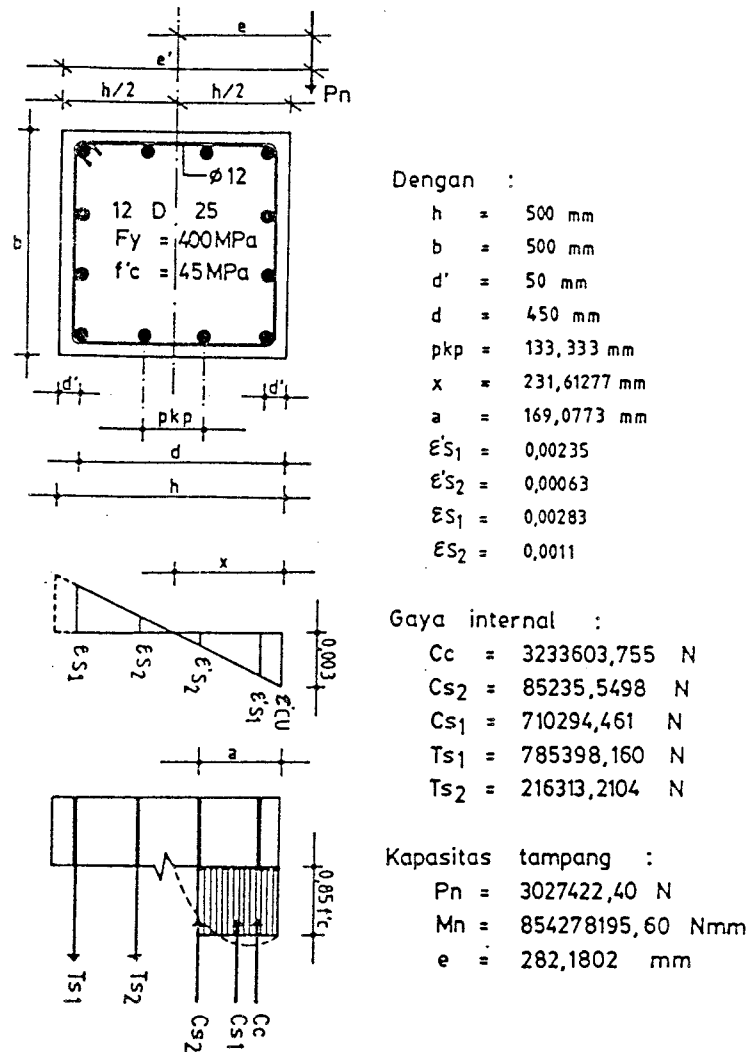 e
e'
h/2 h/2
Pn
b
Ø12
12 D 25
Fy = 400MPa
f'c = 45MPa
d' d'
pkp
d
h
x
εS1
εS2
ε'S2
ε'S1
ε'CU
0,003
a
0,85f'c
Ts1
Ts2
Cs2
Cs1
Cc
Dengan :
h = 500 mm
b = 500 mm
d' = 50 mm
d = 450 mm
pkp = 133,333 mm
x = 231,61277 mm
a = 169,0773 mm
ε'S1 = 0,00235
ε'S2 = 0,00063
εS1 = 0,00283
εS2 = 0,0011
Gaya internal :
Cc = 3233603,755 N
Cs2 = 85235,5498 N
Cs1 = 710294,461 N
Ts1 = 785398,160 N
Ts2 = 216313,2104 N
Kapasitas tampang :
Pn = 3027422,40 N
Mn = 854278195,60 Nmm
e = 282,1802 mm